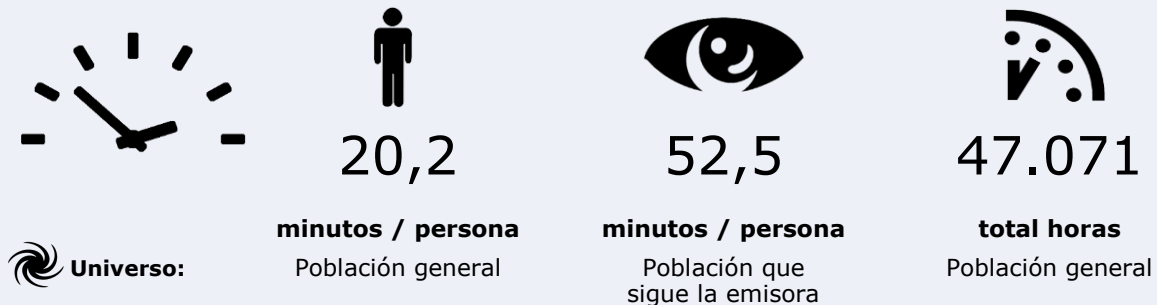 20,2
52,5
47.071
minutos / persona
minutos / persona
total horas
Universo:
Población general
Población que
sigue la emisora
Población general